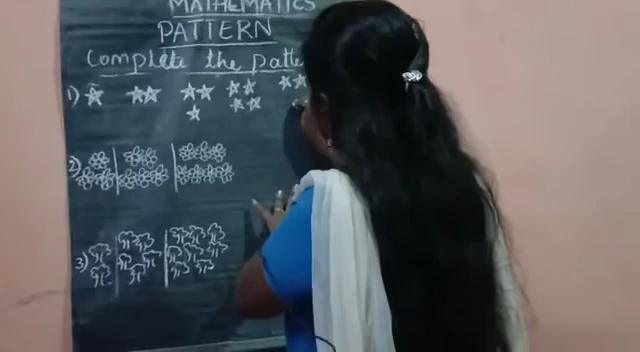 MATHEMATICS
PATTERN
Complete the patte
1)
2)
3)